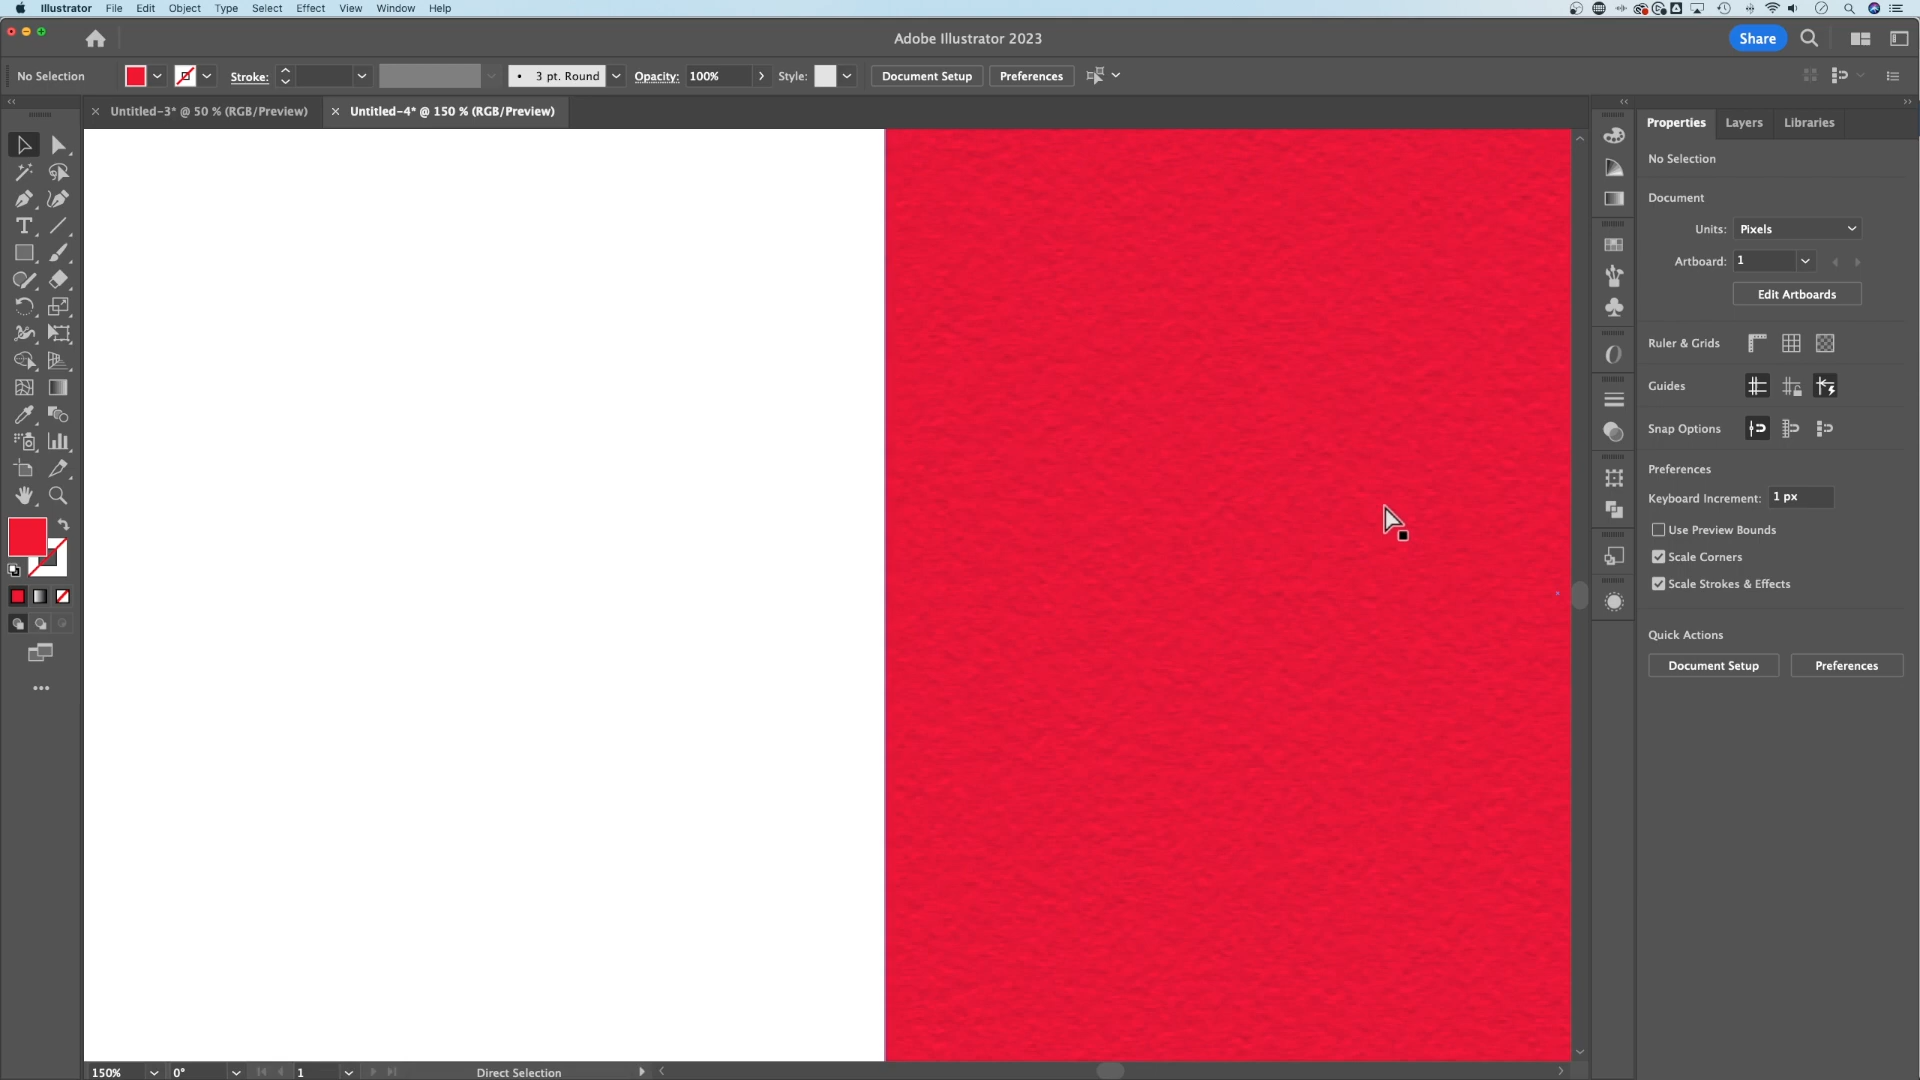 Illustrator File Edit Object Type Select Effect View Window Help
Adobe Illustrator 2023
Share
No Selection
Stroke:
3 pt. Round
Opacity: 100%
Style:
Document Setup
Preferences
Untitled-3* @ 50 % (RGB/Preview)
Untitled-4* @ 150 % (RGB/Preview)
Properties
Layers
Libraries
No Selection
Document
Units: Pixels
Artboard: 1
Edit Artboards
Ruler & Grids
Guides
Snap Options
Preferences
Keyboard Increment: 1 px
Use Preview Bounds
Scale Corners
Scale Strokes & Effects
Quick Actions
Document Setup
Preferences
150%
0°
1
Direct Selection